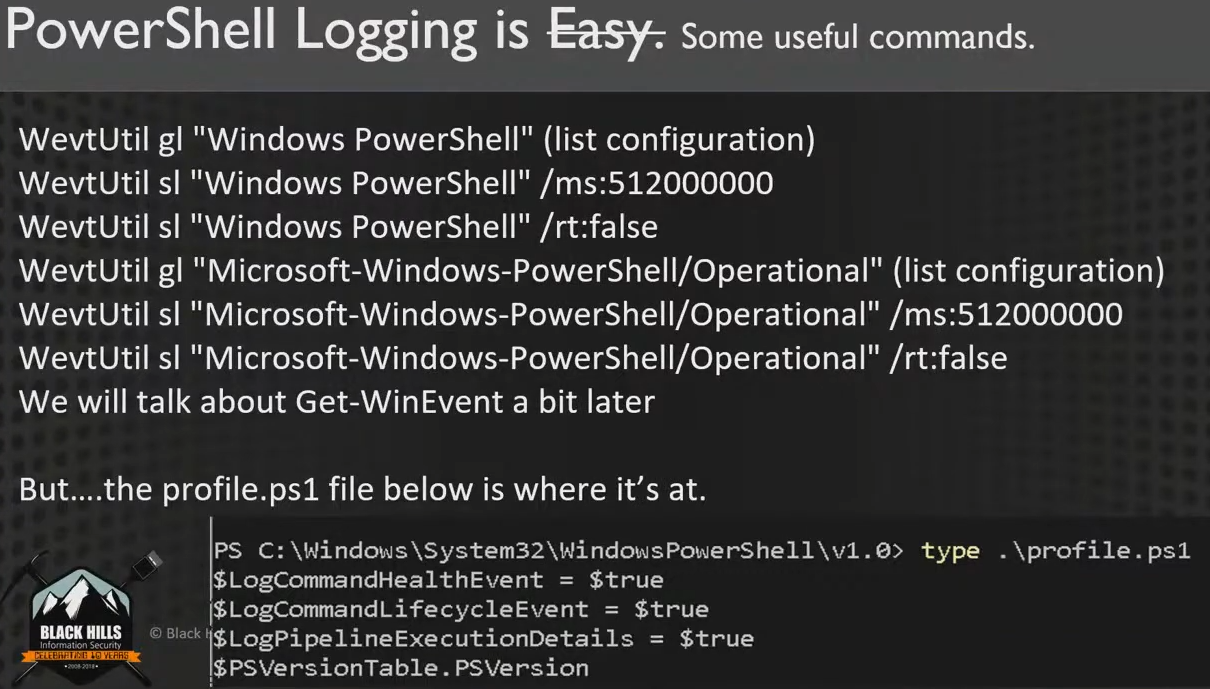 PowerShell Logging is Easy. Some useful commands.
WevtUtil gl "Windows PowerShell" (list configuration)
WevtUtil sl "Windows PowerShell" /ms:512000000
WevtUtil sl "Windows PowerShell" /rt:false
WevtUtil gl "Microsoft-Windows-PowerShell/Operational" (list configuration)
WevtUtil sl "Microsoft-Windows-PowerShell/Operational" /ms:512000000
WevtUtil sl "Microsoft-Windows-PowerShell/Operational" /rt:false
We will talk about Get-WinEvent a bit later
But....the profile.ps1 file below is where it’s at.
PS C:\Windows\System32\WindowsPowerShell\v1.0> type .\profile.ps1
$LogCommandHealthEvent = $true
$LogCommandLifecycleEvent = $true
$LogPipelineExecutionDetails = $true
$PSVersionTable.PSVersion
BLACK HILLS
Information Security
CELEBRATING 10 YEARS
•2008-2018•
© Black